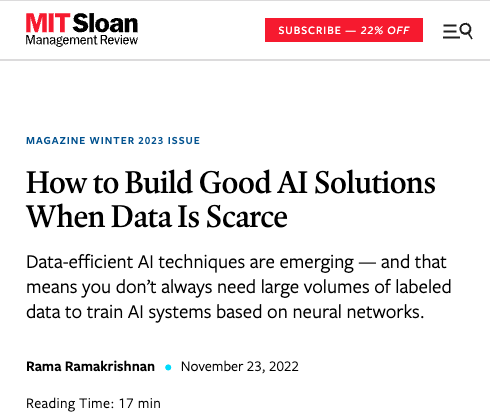 MIT Sloan
Management Review
SUBSCRIBE — 22% OFF
MAGAZINE WINTER 2023 ISSUE
How to Build Good AI Solutions
When Data Is Scarce
Data-efficient AI techniques are emerging — and that
means you don’t always need large volumes of labeled
data to train AI systems based on neural networks.
Rama Ramakrishnan • November 23, 2022
Reading Time: 17 min